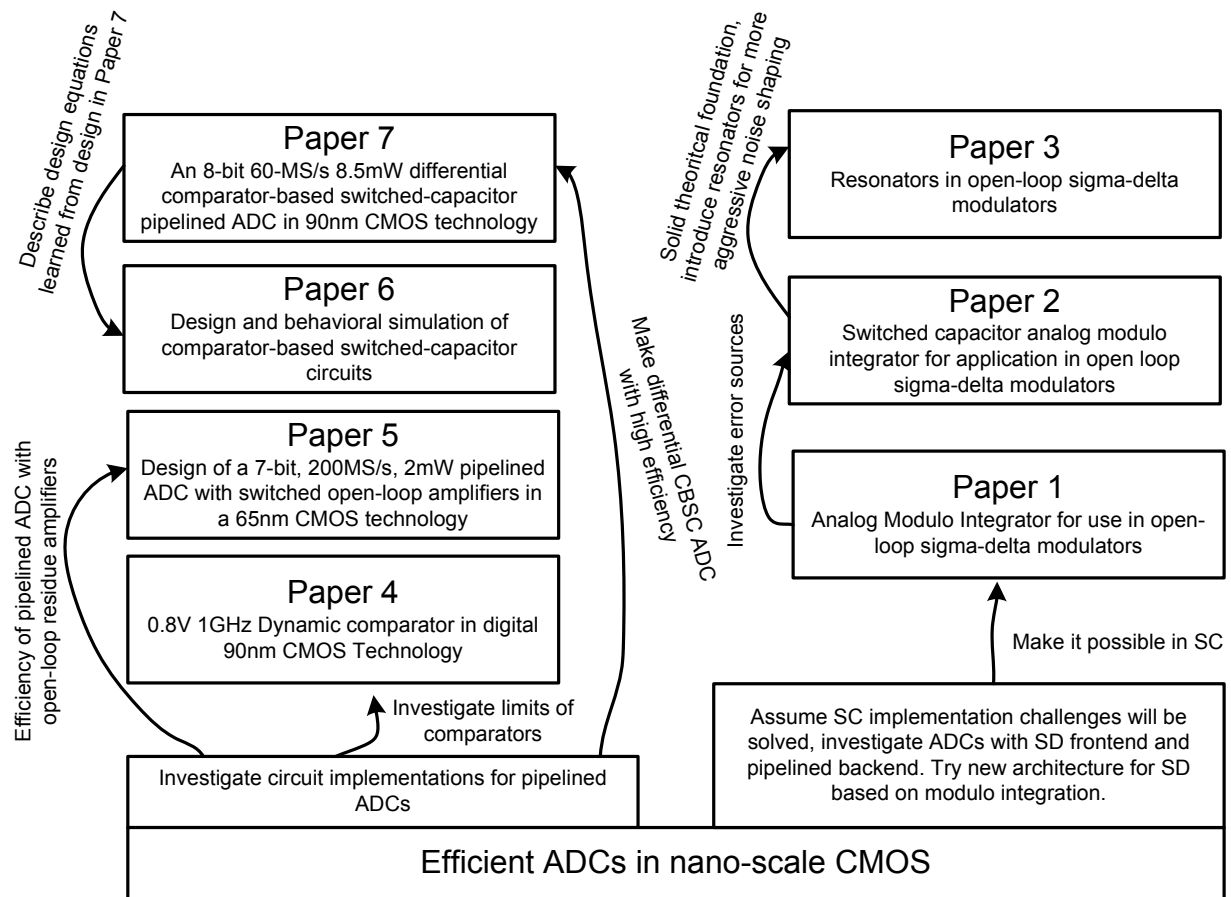 Describe design equations
learned from design in Paper 7
Paper 7
An 8-bit 60-MS/s 8.5mW differential
comparator-based switched-capacitor
pipelined ADC in 90nm CMOS technology
Paper 6
Design and behavioral simulation of
comparator-based switched-capacitor
circuits
Paper 5
Design of a 7-bit, 200MS/s, 2mW pipelined
ADC with switched open-loop amplifiers in
a 65nm CMOS technology
Paper 4
0.8V 1GHz Dynamic comparator in digital
90nm CMOS Technology
Efficiency of pipelined ADC with
open-loop residue amplifiers
Investigate limits of
comparators
Make differential CBSC ADC
with high efficiency
Investigate circuit implementations for pipelined
ADCs
Solid theoritcal foundation,
introduce resonators for more
aggressive noise shaping
Paper 3
Resonators in open-loop sigma-delta
modulators
Paper 2
Switched capacitor analog modulo
integrator for application in open loop
sigma-delta modulators
Investigate error sources
Paper 1
Analog Modulo Integrator for use in open-
loop sigma-delta modulators
Make it possible in SC
Assume SC implementation challenges will be
solved, investigate ADCs with SD frontend and
pipelined backend. Try new architecture for SD
based on modulo integration.
Efficient ADCs in nano-scale CMOS